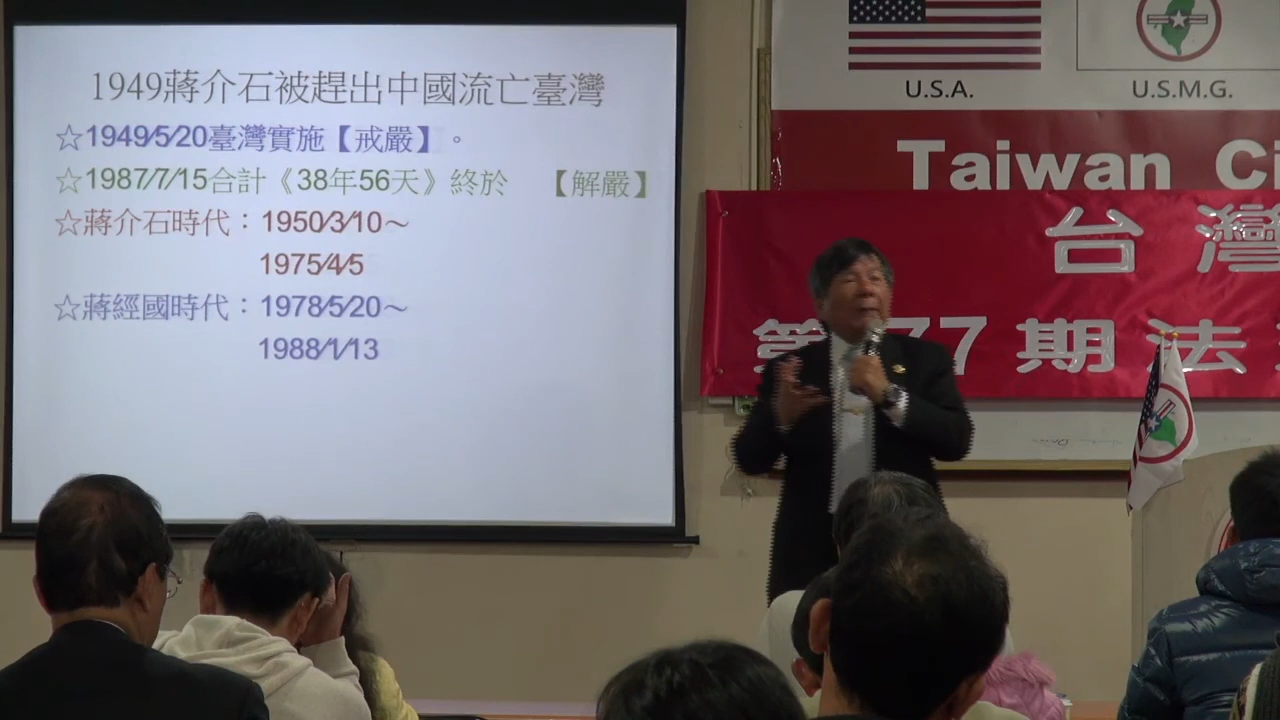 1949蔣介石被趕出中國流亡臺灣
☆1949/5/20臺灣實施【戒嚴】。
☆1987/7/15合計《38年56天》終於 【解嚴】
☆蔣介石時代：1950/3/10～
1975/4/5
☆蔣經國時代：1978/5/20～
1988/1/13
U.S.A.
U.S.M.G.
Taiwan Ci
台灣
第77期法